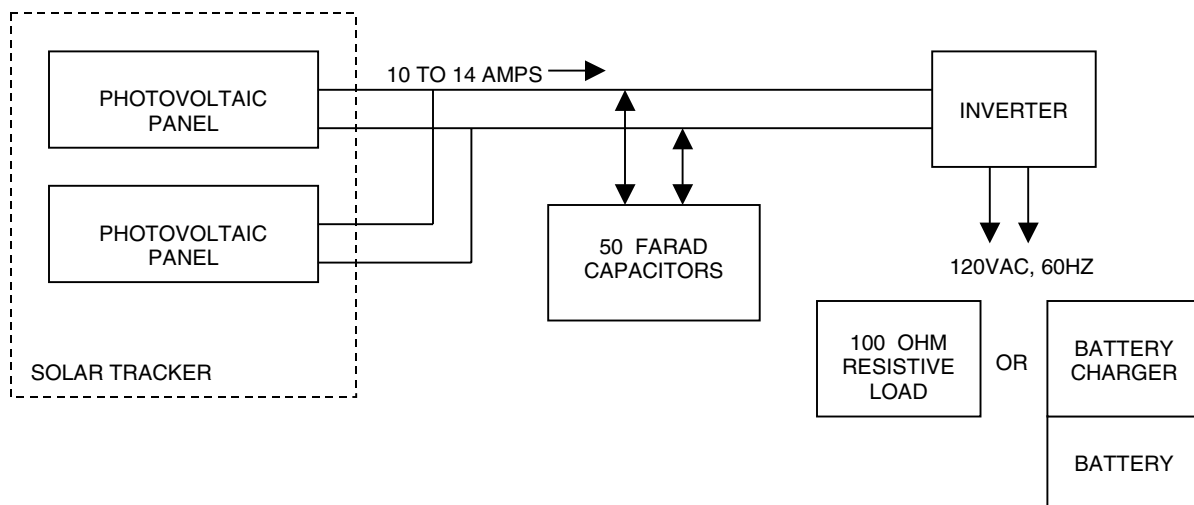 PHOTOVOLTAIC
PANEL
10 TO 14 AMPS
INVERTER
PHOTOVOLTAIC
PANEL
50 FARAD
CAPACITORS
120VAC, 60HZ
SOLAR TRACKER
100 OHM
RESISTIVE
LOAD
OR
BATTERY
CHARGER
BATTERY